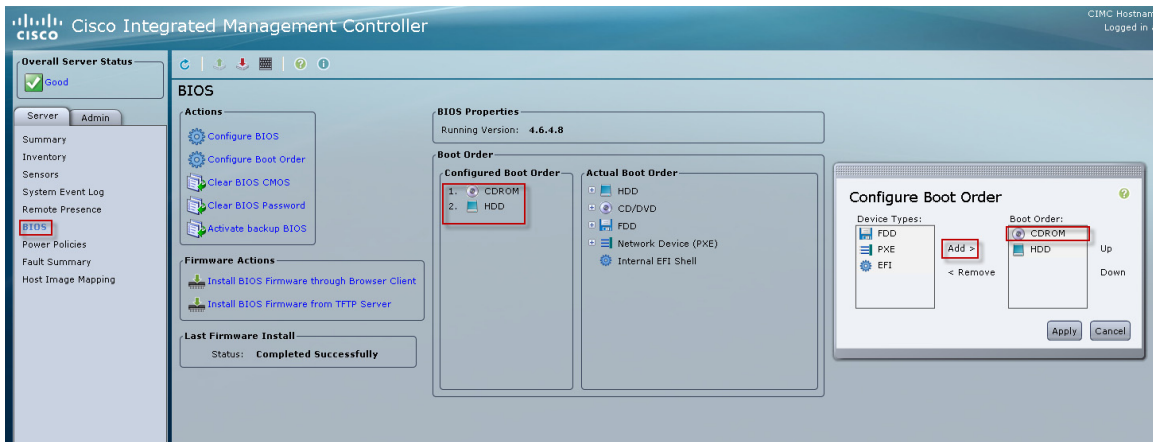 CISCO Cisco Integrated Management Controller
CIMC Hostnam
Logged in
Overall Server Status
Good
Server Admin
Summary
Inventory
Sensors
System Event Log
Remote Presence
BIOS
Power Policies
Fault Summary
Host Image Mapping
BIOS
Actions
Configure BIOS
Configure Boot Order
Clear BIOS CMOS
Clear BIOS Password
Activate backup BIOS
Firmware Actions
Install BIOS Firmware through Browser Client
Install BIOS Firmware from TFTP Server
Last Firmware Install
Status: Completed Successfully
BIOS Properties
Running Version: 4.6.4.8
Boot Order
Configured Boot Order
1. CDROM
2. HDD
Actual Boot Order
HDD
CD/DVD
FDD
Network Device (PXE)
Internal EFI Shell
Configure Boot Order
Device Types:
FDD
PXE
EFI
Add >
< Remove
Boot Order:
CDROM
HDD
Up
Down
Apply Cancel